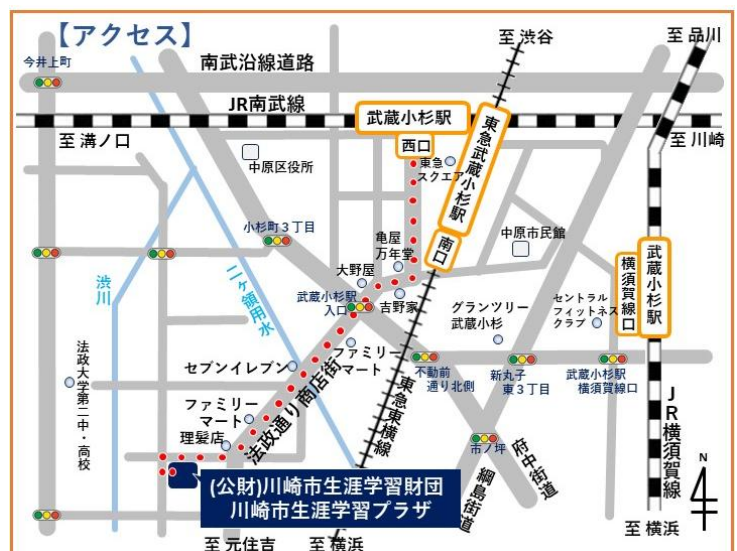 【アクセス】
至 渋谷
至 品川
今井上町
南武沿線道路
JR南武線
武蔵小杉駅
西口
至 溝ノ口
至 川崎
東急
スクエア
東急武蔵小杉駅
南口
中原区役所
小杉町3丁目
亀屋
万年堂
中原市民館
大野屋
武蔵小杉駅
入口
吉野家
グランツリー
武蔵小杉
セントラル
フィットネス
クラブ
横須賀線口
武蔵小杉駅
渋川
二ヶ領用水
法政大学第二中・高校
セブンイレブン
ファミリー
マート
不動前
通り北側
新丸子
東3丁目
武蔵小杉駅
横須賀線口
ファミリー
マート
理髪店
法政通り商店街
東急東横線
市ノ坪
府中街道
綱島街道
JR横須賀線
N
(公財)川崎市生涯学習財団
川崎市生涯学習プラザ
至 元住吉
至 横浜
至 横浜